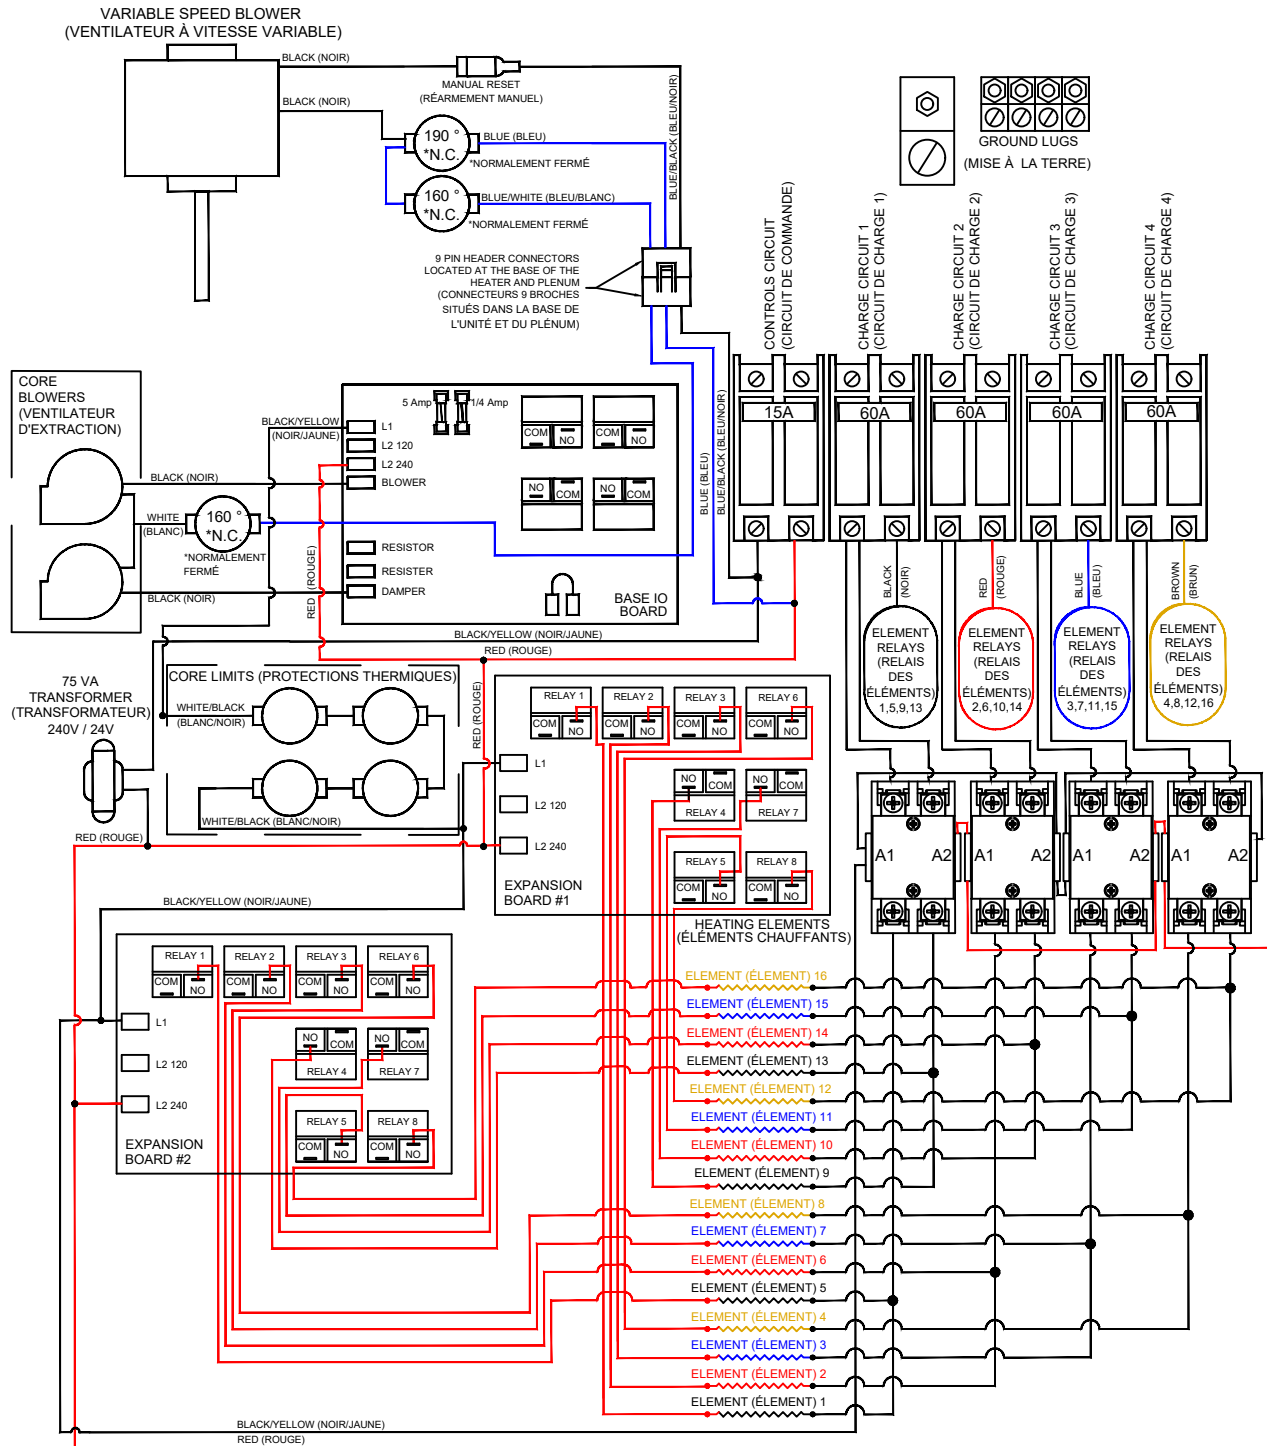 VARIABLE SPEED BLOWER
(VENTILATEUR À VITESSE VARIABLE)
BLACK (NOIR)
MANUAL RESET
(RÉARMEMENT MANUEL)
BLACK (NOIR)
190 °
*N.C.
BLUE (BLEU)
*NORMALEMENT FERMÉ
160 °
*N.C.
BLUE/WHITE (BLEU/BLANC)
*NORMALEMENT FERMÉ
BLUE/BLACK (BLEU/NOIR)
9 PIN HEADER CONNECTORS
LOCATED AT THE BASE OF THE
HEATER AND PLENUM
(CONNECTEURS 9 BROCHES
SITUÉS DANS LA BASE DE
L'UNITÉ ET DU PLÉNUM)
GROUND LUGS
(MISE À LA TERRE)
CONTROLS CIRCUIT
(CIRCUIT DE COMMANDE)
CHARGE CIRCUIT 1
(CIRCUIT DE CHARGE 1)
CHARGE CIRCUIT 2
(CIRCUIT DE CHARGE 2)
CHARGE CIRCUIT 3
(CIRCUIT DE CHARGE 3)
CHARGE CIRCUIT 4
(CIRCUIT DE CHARGE 4)
15A
60A
60A
60A
60A
BLUE (BLEU)
BLUE/BLACK (BLEU/NOIR)
BLACK
(NOIR)
RED
(ROUGE)
BLUE
(BLEU)
BROWN
(BRUN)
ELEMENT
RELAYS
(RELAIS
DES
ÉLÉMENTS)
1,5,9,13
ELEMENT
RELAYS
(RELAIS
DES
ÉLÉMENTS)
2,6,10,14
ELEMENT
RELAYS
(RELAIS
DES
ÉLÉMENTS)
3,7,11,15
ELEMENT
RELAYS
(RELAIS
DES
ÉLÉMENTS)
4,8,12,16
CORE
BLOWERS
(VENTILATEUR
D'EXTRACTION)
BLACK (NOIR)
WHITE
(BLANC)
160 °
*N.C.
*NORMALEMENT
FERMÉ
BLACK (NOIR)
BLACK/YELLOW
(NOIR/JAUNE)
5 Amp
1/4 Amp
L1
L2 120
L2 240
BLOWER
RESISTOR
RESISTER
DAMPER
COM
NO
COM
NO
NO
COM
NO
COM
BASE IO
BOARD
RED (ROUGE)
BLACK/YELLOW (NOIR/JAUNE)
RED (ROUGE)
75 VA
TRANSFORMER
(TRANSFORMATEUR)
240V / 24V
CORE LIMITS (PROTECTIONS THERMIQUES)
WHITE/BLACK
(BLANC/NOIR)
WHITE/BLACK (BLANC/NOIR)
RED (ROUGE)
RED (ROUGE)
BLACK/YELLOW (NOIR/JAUNE)
RELAY 1
RELAY 2
RELAY 3
RELAY 6
COM
NO
COM
NO
COM
NO
COM
NO
L1
L2 120
L2 240
NO
COM
NO
COM
RELAY 4
RELAY 7
RELAY 5
RELAY 8
COM
NO
COM
NO
EXPANSION
BOARD #1
A1
A2
A1
A2
A1
A2
A1
A2
HEATING ELEMENTS
(ÉLÉMENTS CHAUFFANTS)
RELAY 1
RELAY 2
RELAY 3
RELAY 6
COM
NO
COM
NO
COM
NO
COM
NO
L1
L2 120
L2 240
NO
COM
NO
COM
RELAY 4
RELAY 7
RELAY 5
RELAY 8
COM
NO
COM
NO
EXPANSION
BOARD #2
ELEMENT (ÉLEMENT) 16
ELEMENT (ÉLEMENT) 15
ELEMENT (ÉLEMENT) 14
ELEMENT (ÉLEMENT) 13
ELEMENT (ÉLEMENT) 12
ELEMENT (ÉLEMENT) 11
ELEMENT (ÉLEMENT) 10
ELEMENT (ÉLEMENT) 9
ELEMENT (ÉLEMENT) 8
ELEMENT (ÉLEMENT) 7
ELEMENT (ÉLEMENT) 6
ELEMENT (ÉLEMENT) 5
ELEMENT (ÉLEMENT) 4
ELEMENT (ÉLEMENT) 3
ELEMENT (ÉLEMENT) 2
ELEMENT (ÉLEMENT) 1
BLACK/YELLOW (NOIR/JAUNE)
RED (ROUGE)